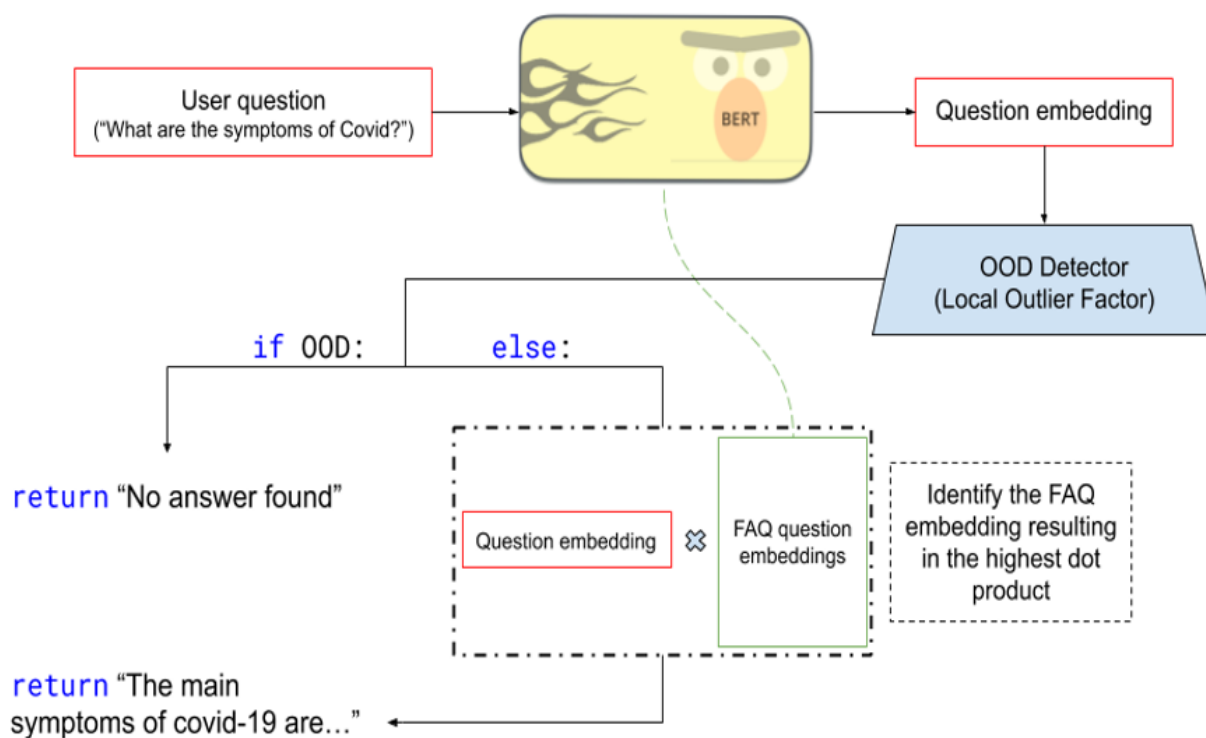 User question
(“What are the symptoms of Covid?”)
BERT
Question embedding
OOD Detector
(Local Outlier Factor)
if OOD:
else:
return “No answer found”
Question embedding
FAQ question
embeddings
Identify the FAQ
embedding resulting
in the highest dot
product
return “The main
symptoms of covid-19 are…”